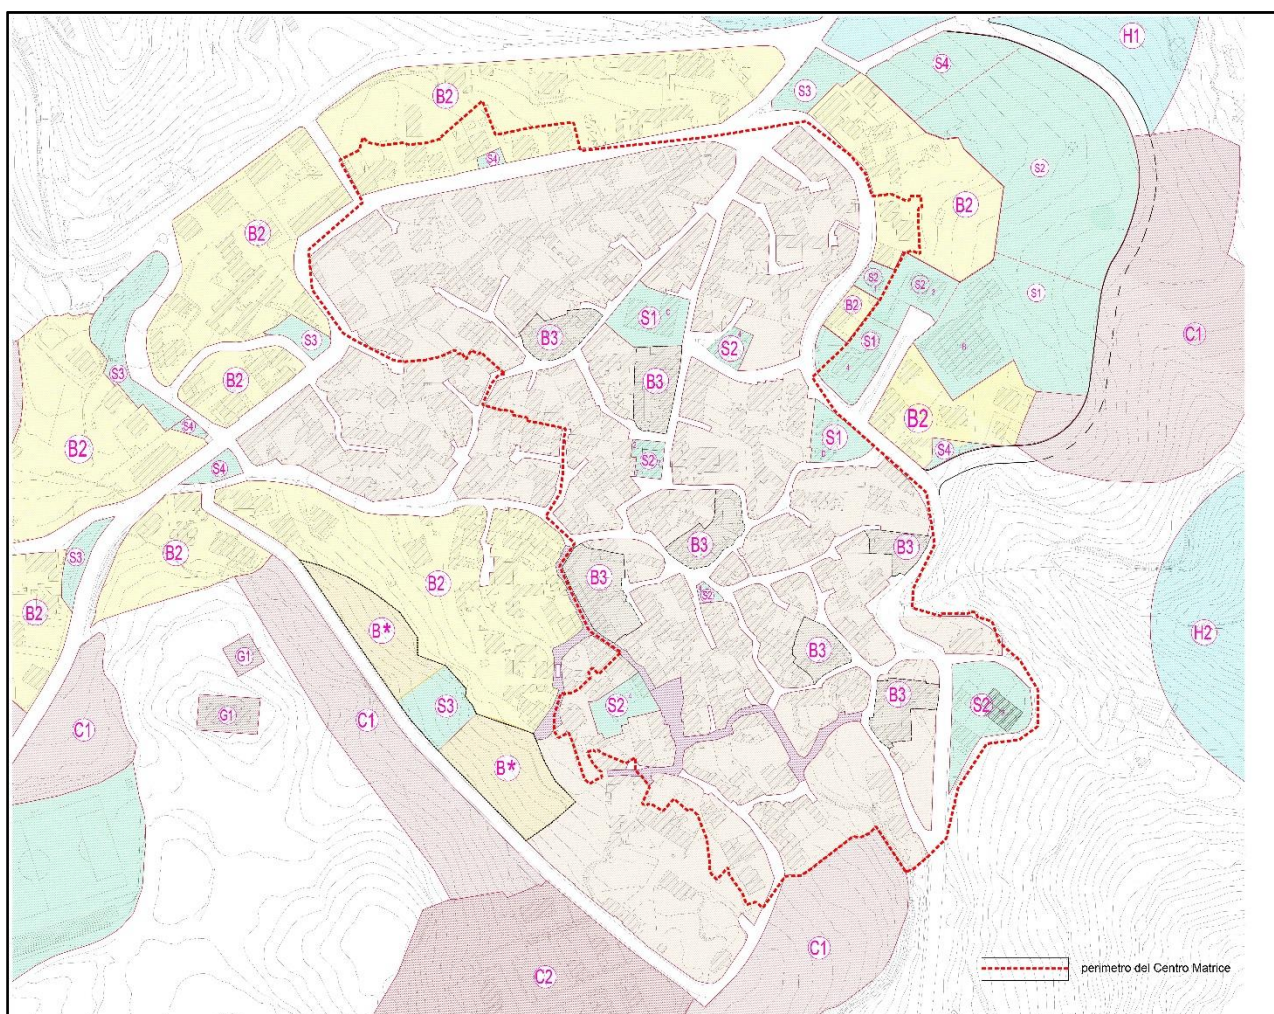 H1
S4
S3
B2
S4
S2
B2
B2
S2
S2
S1
B2
S1
C
S3
B3
S1
S2
C1
S3
B2
B3
B2
S4
S1
S4
B2
S2
S4
B3
B3
S3
B2
B3
B2
S2
B2
B*
H2
B3
G1
B3
S3
S2
S2
G1
C1
C1
B*
C1
C2
perimetro del Centro Matrice